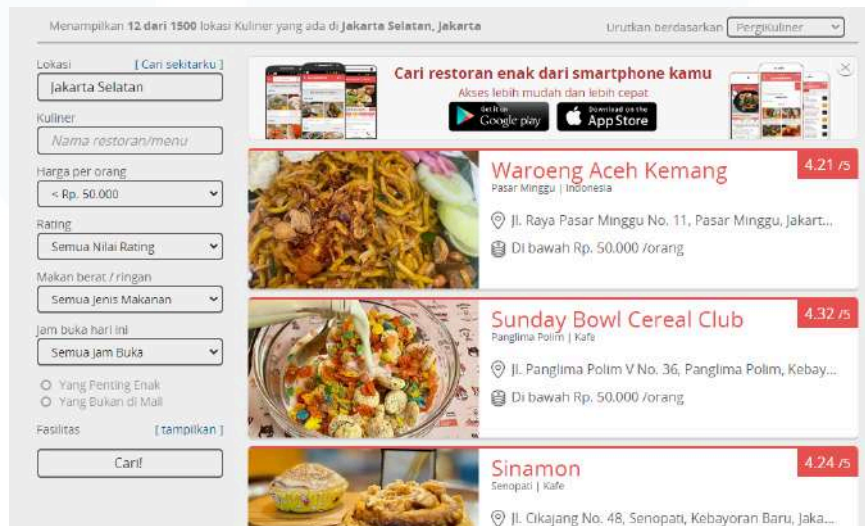 Menampilkan 12 dari 1500 lokasi Kuliner yang ada di Jakarta Selatan, Jakarta
Urutkan berdasarkan PergiKuliner
Lokasi [ Cari sekitarku ]
Jakarta Selatan
Kuliner
Nama restoran/menu
Harga per orang
< Rp. 50.000
Rating
Semua Nilai Rating
Makan berat / ringan
Semua Jenis Makanan
Jam buka hari ini
Semua Jam Buka
Yang Penting Enak
Yang Bukan di Mall
Fasilitas [ tampilkan ]
Cari!
Cari restoran enak dari smartphone kamu
Akses lebih mudah dan lebih cepat
Get it on
Google play
Download on the
App Store
Waroeng Aceh Kemang
4.21 /5
Pasar Minggu | Indonesia
Jl. Raya Pasar Minggu No. 11, Pasar Minggu, Jakart...
Di bawah Rp. 50.000 /orang
Sunday Bowl Cereal Club
4.32 /5
Panglima Polim | Kafe
Jl. Panglima Polim V No. 36, Panglima Polim, Kebay...
Di bawah Rp. 50.000 /orang
Sinamon
4.24 /5
Senopati | Kafe
Jl. Cikajang No. 48, Senopati, Kebayoran Baru, Jaka...